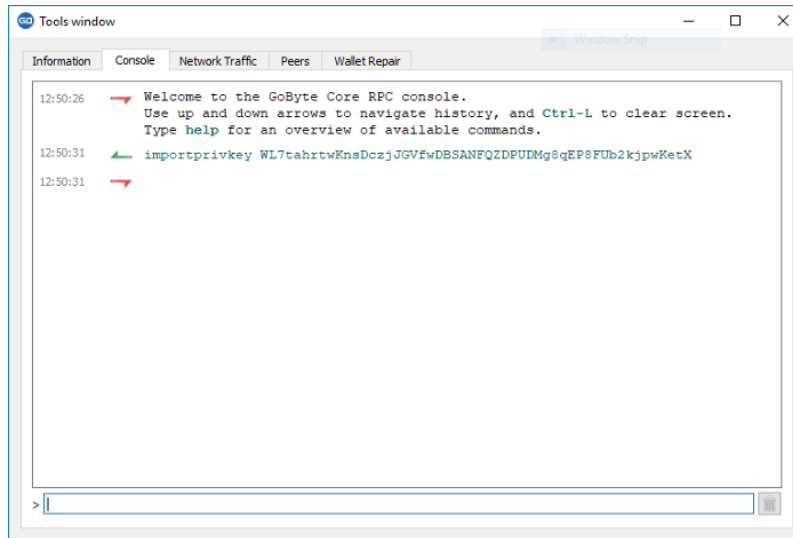 GO Tools window
Window Snip
Information Console Network Traffic Peers Wallet Repair
12:50:26 Welcome to the GoByte Core RPC console.
Use up and down arrows to navigate history, and Ctrl-L to clear screen.
Type help for an overview of available commands.
12:50:31 importprivkey WL7tahrtwKnsDczjJGVfwDBSANFQZDPUDMg8qEP8FUb2kjpwKetX
12:50:31
>